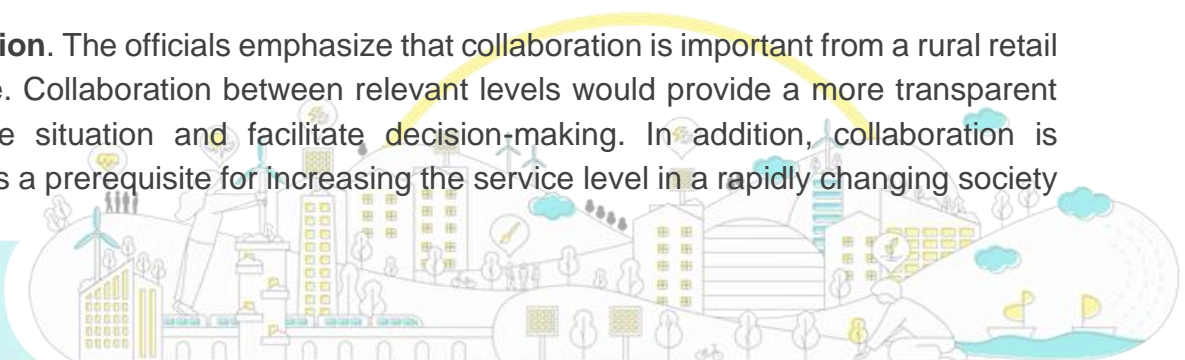 ion. The officials emphasize that collaboration is important from a rural retail
e. Collaboration between relevant levels would provide a more transparent
e situation and facilitate decision-making. In addition, collaboration is
s a prerequisite for increasing the service level in a rapidly changing society